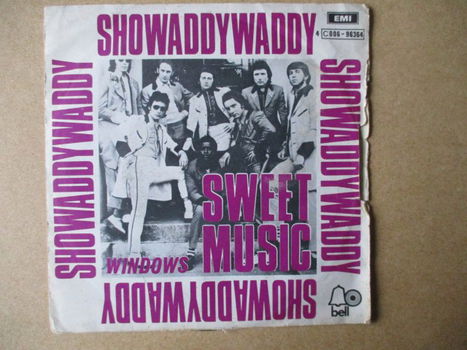 SHOWADDYWADDY
EMI
4 C 006 - 96364
SHOWADDYWADDY
SHOWADDYWADDY
SWEET
MUSIC
WINDOWS
SHOWADDYWADDY
bell